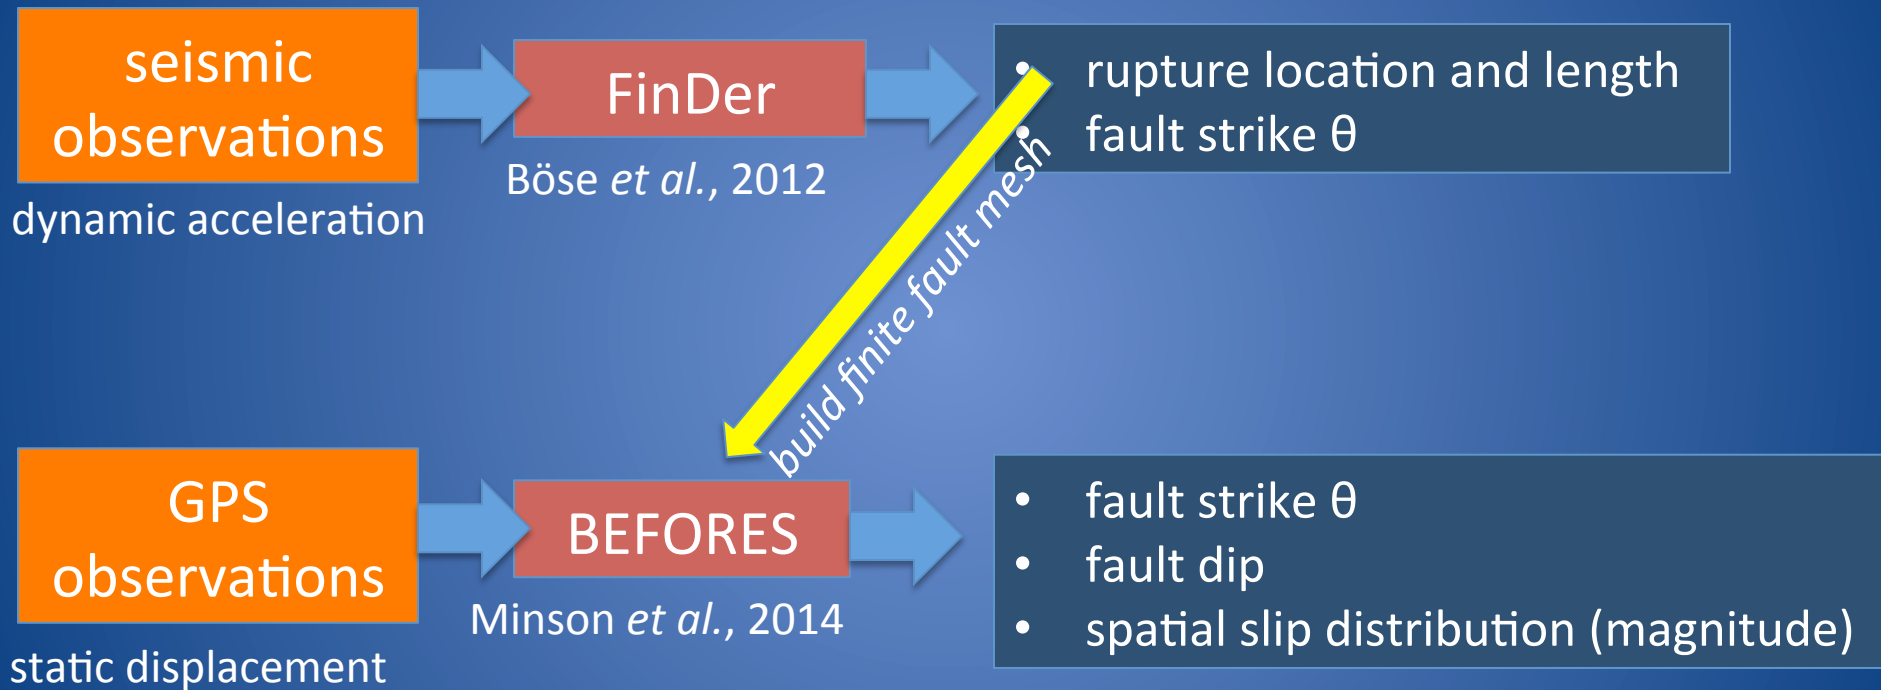 seismic
observations
dynamic acceleration
FinDer
Böse et al., 2012
• rupture location and length
• fault strike θ
build finite fault mesh
GPS
observations
static displacement
BEFORES
Minson et al., 2014
• fault strike θ
• fault dip
• spatial slip distribution (magnitude)